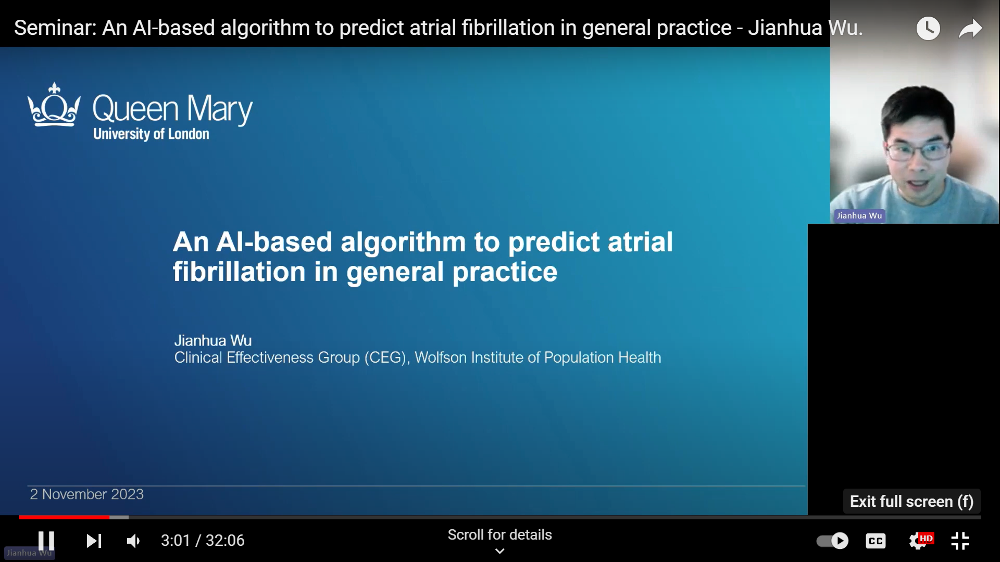 Seminar: An AI-based algorithm to predict atrial fibrillation in general practice - Jianhua Wu.
Queen Mary
University of London
Jianhua Wu
An AI-based algorithm to predict atrial
fibrillation in general practice
Jianhua Wu
Clinical Effectiveness Group (CEG), Wolfson Institute of Population Health
2 November 2023
Exit full screen (f)
3:01 / 32:06
Scroll for details
CC
HD
Jianhua Wu